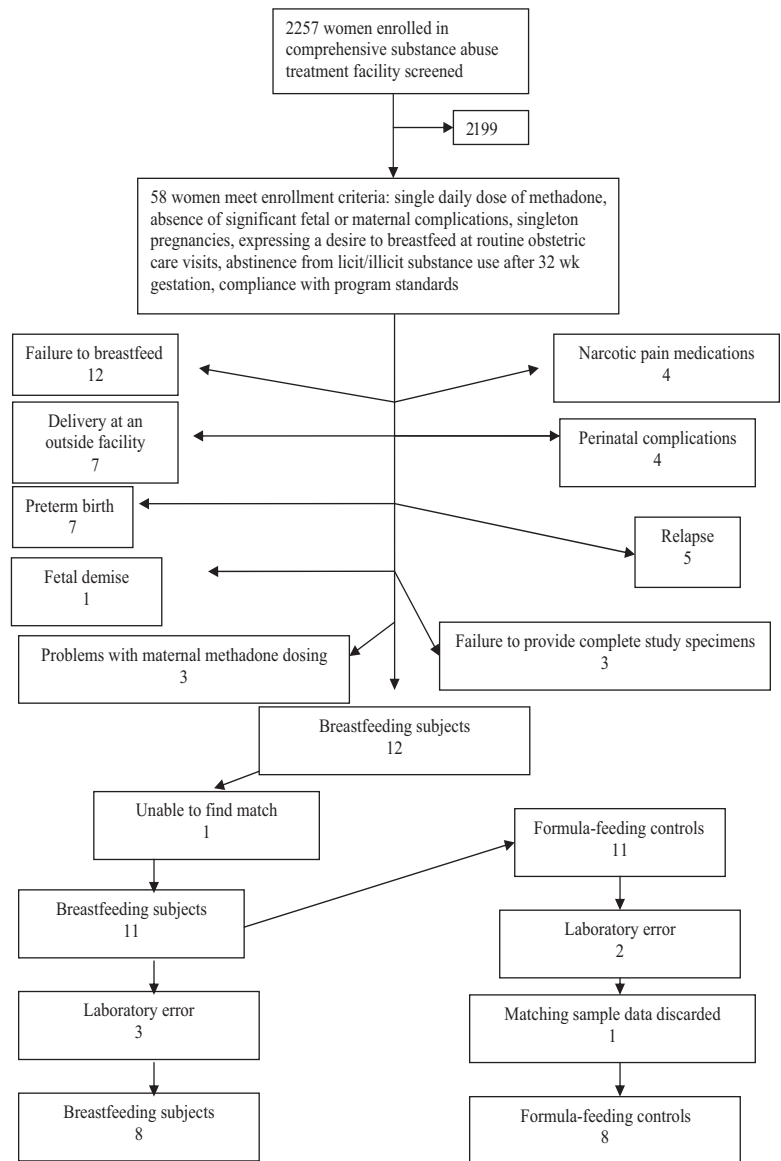 2257 women enrolled in
comprehensive substance abuse
treatment facility screened
2199
58 women meet enrollment criteria: single daily dose of methadone,
absence of significant fetal or maternal complications, singleton
pregnancies, expressing a desire to breastfeed at routine obstetric
care visits, abstinence from licit/illicit substance use after 32 wk
gestation, compliance with program standards
Failure to breastfeed
12
Narcotic pain medications
4
Delivery at an
outside facility
7
Perinatal complications
4
Preterm birth
7
Relapse
5
Fetal demise
1
Problems with maternal methadone dosing
3
Failure to provide complete study specimens
3
Breastfeeding subjects
12
Unable to find match
1
Formula-feeding controls
11
Breastfeeding subjects
11
Laboratory error
2
Laboratory error
3
Matching sample data discarded
1
Breastfeeding subjects
8
Formula-feeding controls
8